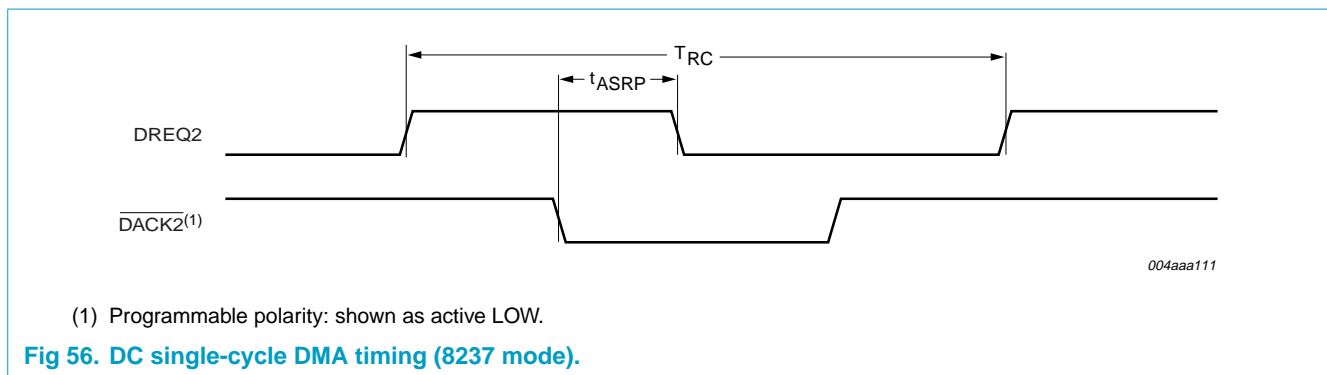 TRC
tASRP
DREQ2
DACK2(1)
004aaa111
(1) Programmable polarity: shown as active LOW.
Fig 56. DC single-cycle DMA timing (8237 mode).